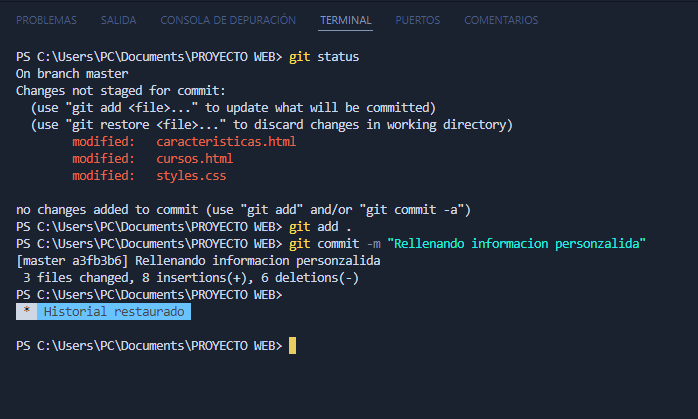 PROBLEMAS SALIDA CONSOLA DE DEPURACIÓN TERMINAL PUERTOS COMENTARIOS
PS C:\Users\PC\Documents\PROYECTO WEB> git status
On branch master
Changes not staged for commit:
  (use "git add <file>..." to update what will be committed)
  (use "git restore <file>..." to discard changes in working directory)
        modified:   caracteristicas.html
        modified:   cursos.html
        modified:   styles.css

no changes added to commit (use "git add" and/or "git commit -a")
PS C:\Users\PC\Documents\PROYECTO WEB> git add .
PS C:\Users\PC\Documents\PROYECTO WEB> git commit -m "Rellenando informacion personzalida"
[master a3fb3b6] Rellenando informacion personzalida
 3 files changed, 8 insertions(+), 6 deletions(-)
PS C:\Users\PC\Documents\PROYECTO WEB>
 * Historial restaurado

PS C:\Users\PC\Documents\PROYECTO WEB>